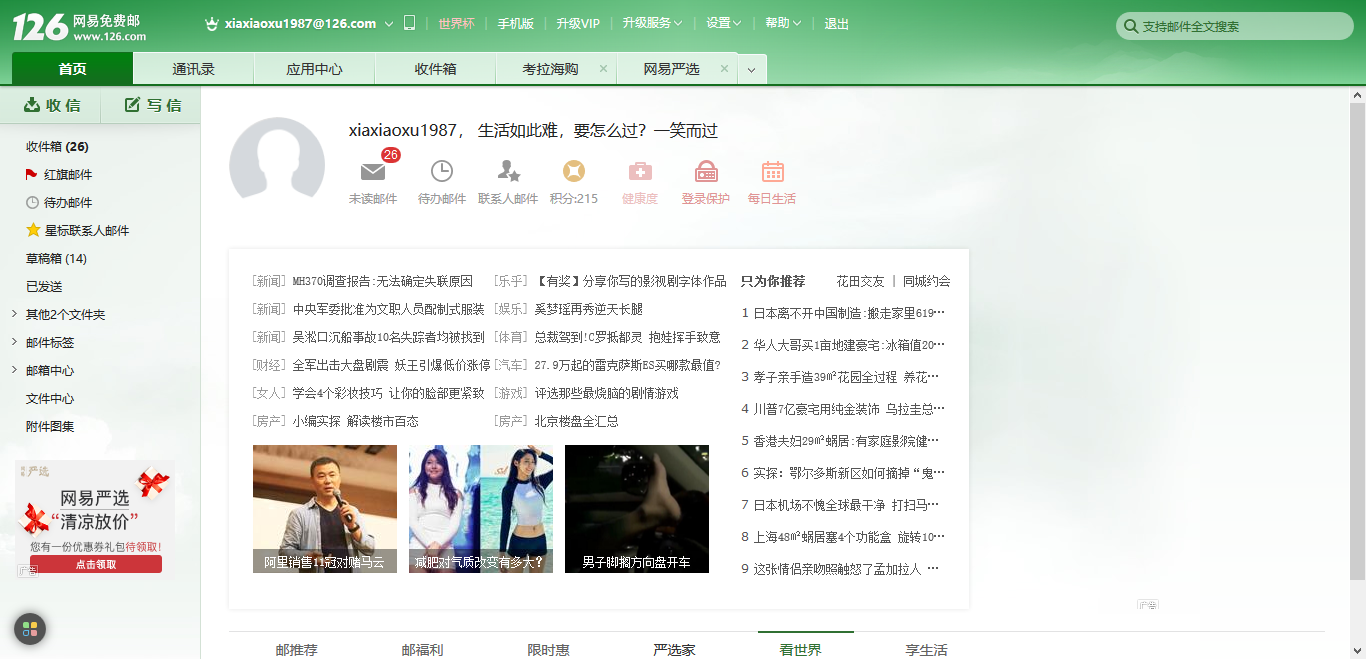 126 网易免费邮
www.126.com
xiaxiaoxu1987@126.com | 世界杯 | 手机版 | 升级VIP | 升级服务 | 设置 | 帮助 | 退出
支持邮件全文搜索
首页 通讯录 应用中心 收件箱 考拉海购 × 网易严选 ×
收 信 写 信
收件箱 (26)
红旗邮件
待办邮件
星标联系人邮件
草稿箱 (14)
已发送
其他2个文件夹
邮箱标签
邮箱中心
文件中心
附件图集
严选
网易严选
“清凉放价”
您有一份优惠券礼包待领取!
点击领取
广告
xiaxiaoxu1987， 生活如此难，要怎么过？一笑而过
26
未读邮件 待办邮件 联系人邮件 积分:215 健康度 登录保护 每日生活
[新闻] MH370调查报告:无法确定失联原因
[新闻] 中央军委批准为文职人员配制式服装
[新闻] 吴淞口沉船事故10名失踪者均被找到
[财经] 全军出击大盘剧震 妖王引爆低价涨停
[女人] 学会4个彩妆技巧 让你的脸部更紧致
[房产] 小编实探 解读楼市百态
[乐乎] 【有奖】分享你写的影视剧字体作品
[娱乐] 奚梦瑶再秀逆天长腿
[体育] 总裁驾到!C罗抵都灵 抱娃挥手致意
[汽车] 27.9万起的雷克萨斯ES买哪款最值?
[游戏] 评选那些最烧脑的剧情游戏
[房产] 北京楼盘全汇总
阿里销售11冠对赌马云
减肥对气质改变有多大?
男子脚搁方向盘开车
只为你推荐 花田交友 | 同城约会
1 日本离不开中国制造:搬走家里619…
2 华人大哥买1亩地建豪宅:冰箱值20…
3 孝子亲手造39㎡花园全过程 养花…
4 川普7亿豪宅用纯金装饰 乌拉圭总…
5 香港夫妇29㎡蜗居:有家庭影院健…
6 实探：鄂尔多斯新区如何摘掉“鬼…
7 日本机场不愧全球最干净 打扫马…
8 上海48㎡蜗居塞4个功能盒 旋转10…
9 这张情侣亲吻照触怒了孟加拉人 …
广告
邮推荐 邮福利 限时惠 严选家 看世界 享生活